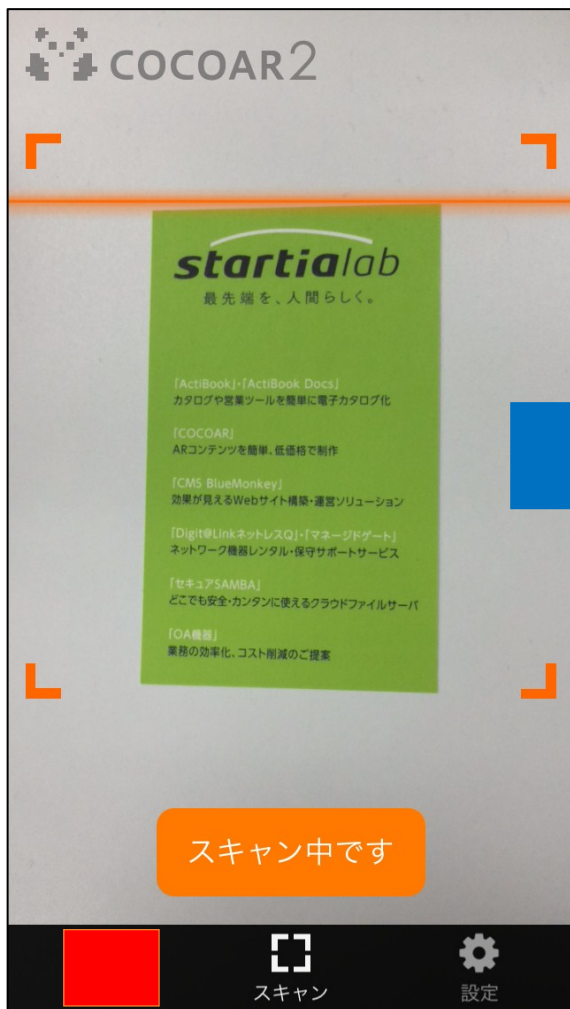 COCOAR2
startialab
最先端を、人間らしく。
「ActiBook」・「ActiBook Docs」
カタログや営業ツールを簡単に電子カタログ化
「COCOAR」
ARコンテンツを簡単、低価格で制作
「CMS BlueMonkey」
効果が見えるWebサイト構築・運営ソリューション
「Digit@LinkネットレスQ」・「マネージドゲート」
ネットワーク機器レンタル・保守サポートサービス
「セキュアSAMBA」
どこでも安全・カンタンに使えるクラウドファイルサーバ
「OA機器」
業務の効率化、コスト削減のご提案
スキャン中です
スキャン
設定